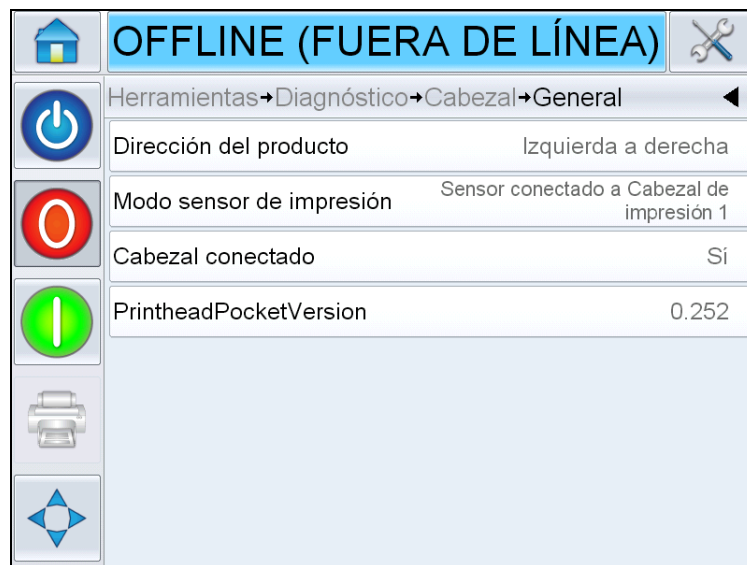 OFFLINE (FUERA DE LÍNEA)
Herramientas→Diagnóstico→Cabezal→General
Dirección del producto Izquierda a derecha
Modo sensor de impresión Sensor conectado a Cabezal de
impresión 1
Cabezal conectado Sí
PrintheadPocketVersion 0.252